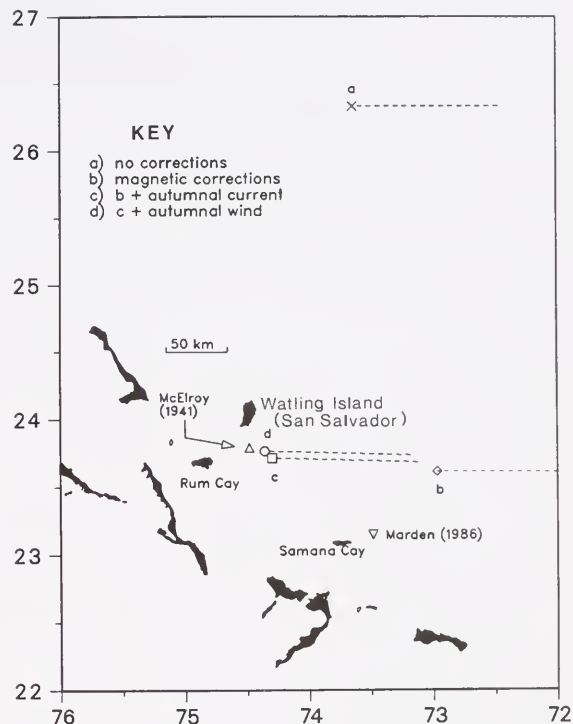 27
a
26
KEY
a) no corrections
b) magnetic corrections
c) b + autumnal current
d) c + autumnal wind
25
50 km
McElroy
(1941)
Watling Island
(San Salvador)
24
d
Rum Cay
c
b
Marden (1986)
23
Samana Cay
22
76 75 74 73 72